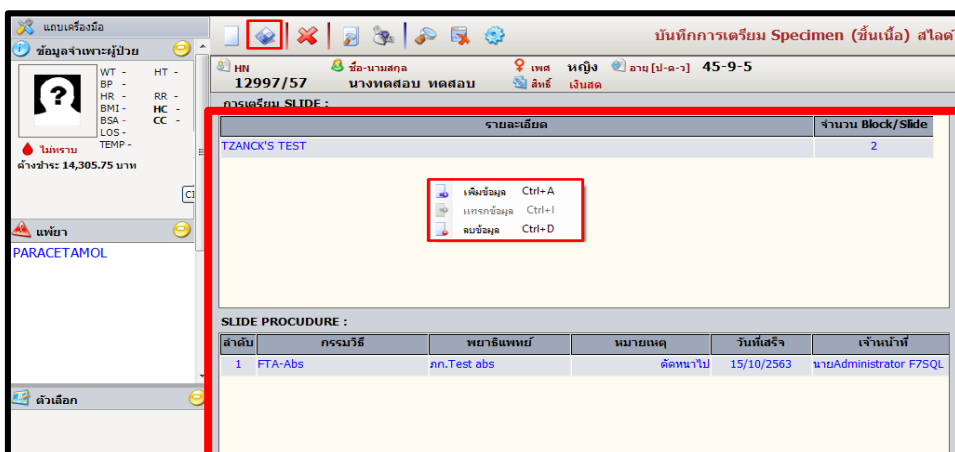 แถบเครื่องมือ
ข้อมูลจำเพาะผู้ป่วย
WT - HT -
BP -
HR - RR -
BMI - HC -
BSA - CC -
LOS -
TEMP -
ไม่ทราบ
ค้างชำระ 14,305.75 บาท
แพ้ยา
PARACETAMOL
ตัวเลือก
บันทึกการเตรียม Specimen (ชิ้นเนื้อ) สไลด์
HN ชื่อ-นามสกุล เพศ หญิง อายุ [ป-ด-ว] 45-9-5
12997/57 นางทดสอบ ทดสอบ สิทธิ์ เงินสด
การเตรียม SLIDE :
รายละเอียด จำนวน Block/Slide
TZANCK'S TEST 2
เพิ่มข้อมูล Ctrl+A
แทรกข้อมูล Ctrl+I
ลบข้อมูล Ctrl+D
SLIDE PROCUDURE :
ลำดับ กรรมวิธี พยาธิแพทย์ หมายเหตุ วันที่เสร็จ เจ้าหน้าที่
1 FTA-Abs ภก.Test abs ตัดหนาไป 15/10/2563 นายAdministrator F7SQL